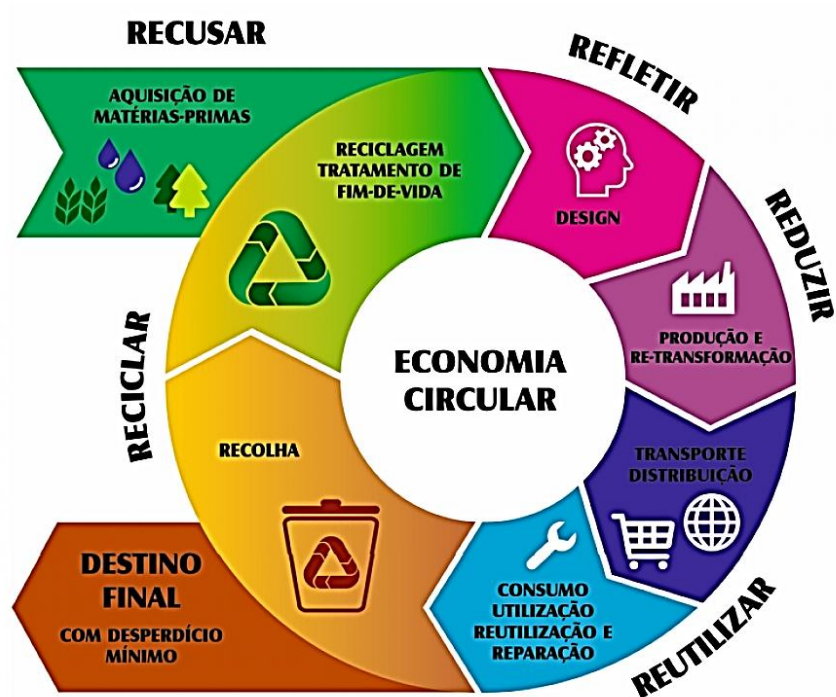 RECUSAR
REFLETIR
AQUISIÇÃO DE
MATÉRIAS-PRIMAS
RECICLAGEM
TRATAMENTO DE
FIM-DE-VIDA
DESIGN
REDUZIR
PRODUÇÃO E
RE-TRANSFORMAÇÃO
ECONOMIA
CIRCULAR
RECICLAR
RECOLHA
TRANSPORTE
DISTRIBUIÇÃO
DESTINO
FINAL
COM DESPERDÍCIO
MÍNIMO
CONSUMO
UTILIZAÇÃO
REUTILIZAÇÃO E
REPARAÇÃO
REUTILIZAR